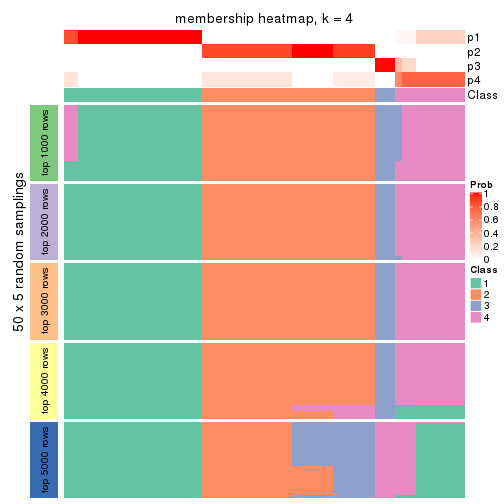 membership heatmap, k = 4
p1
p2
p3
p4
Class
50 x 5 random samplings
top 1000 rows
top 2000 rows
top 3000 rows
top 4000 rows
top 5000 rows
Prob
1
0.8
0.6
0.4
0.2
0
Class
1
2
3
4